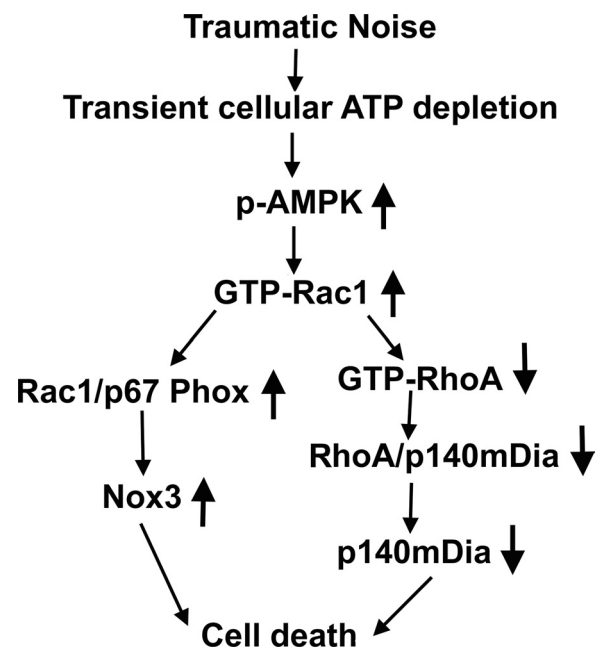 Traumatic Noise
Transient cellular ATP depletion
p-AMPK
GTP-Rac1
GTP-RhoA
Rac1/p67 Phox
RhoA/p140mDia
Nox3
p140mDia
Cell death